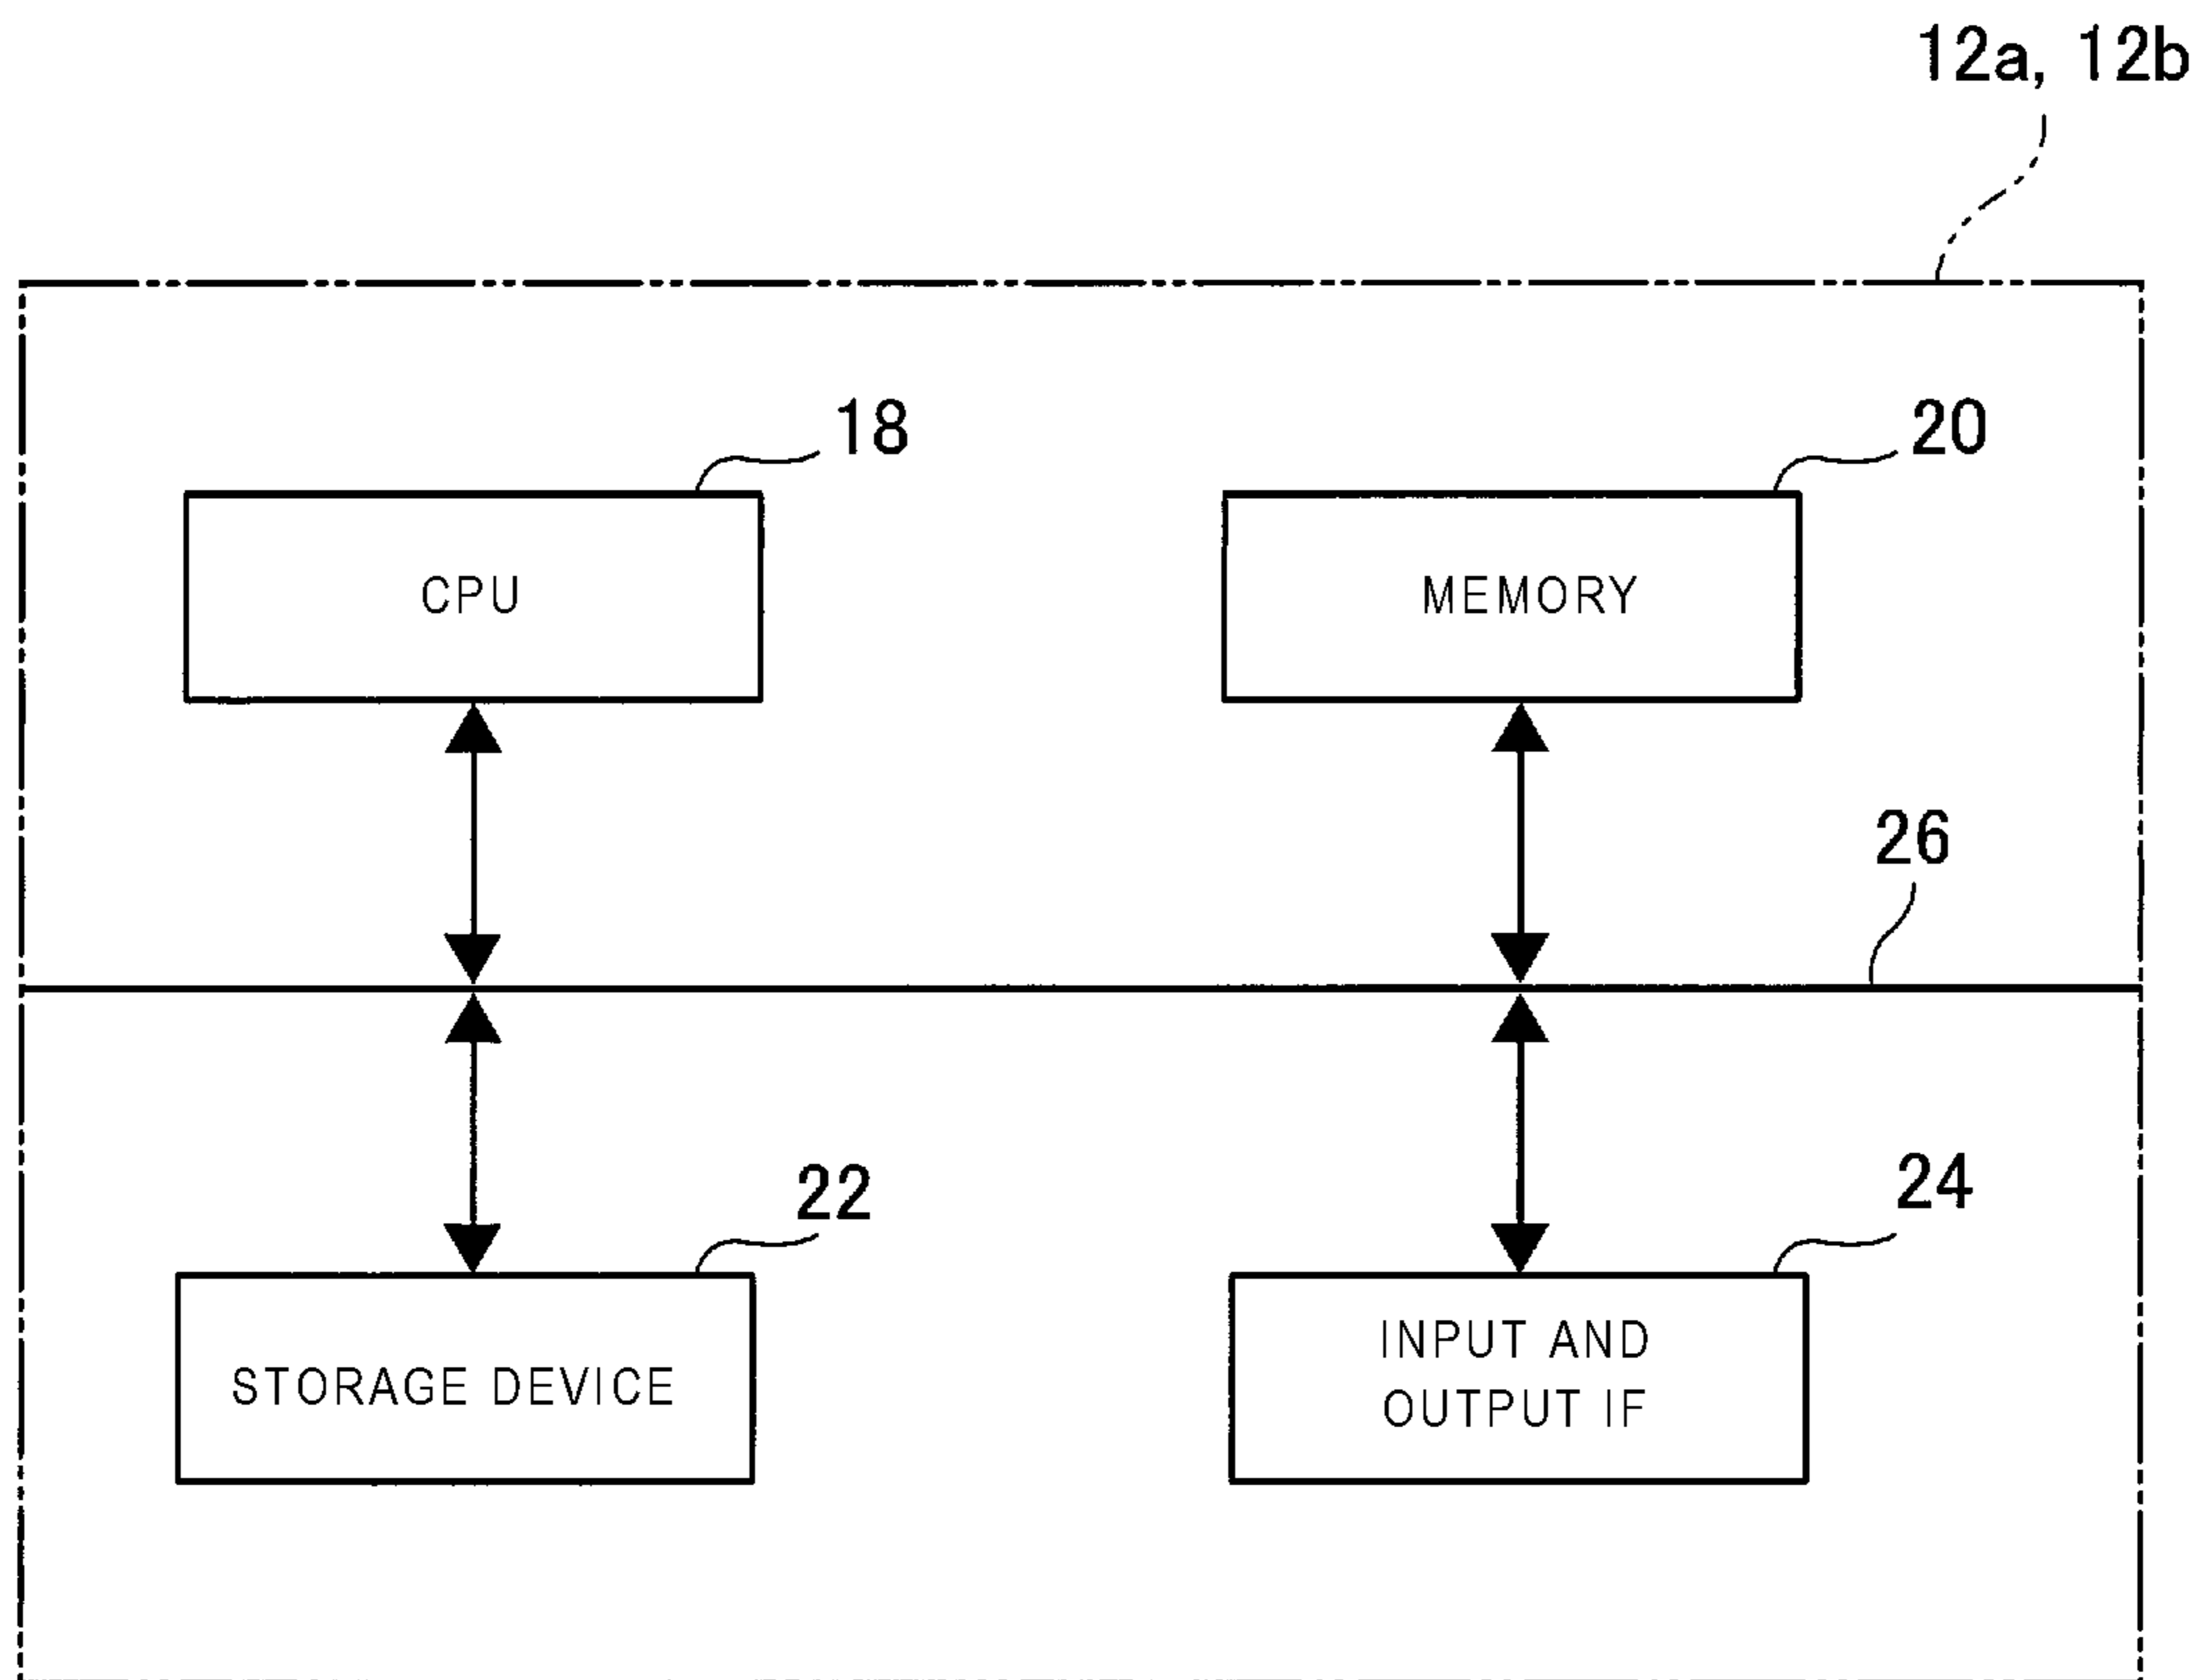 12a, 12b
18
20
CPU
MEMORY
26
22
24
STORAGE DEVICE
INPUT AND
OUTPUT IF